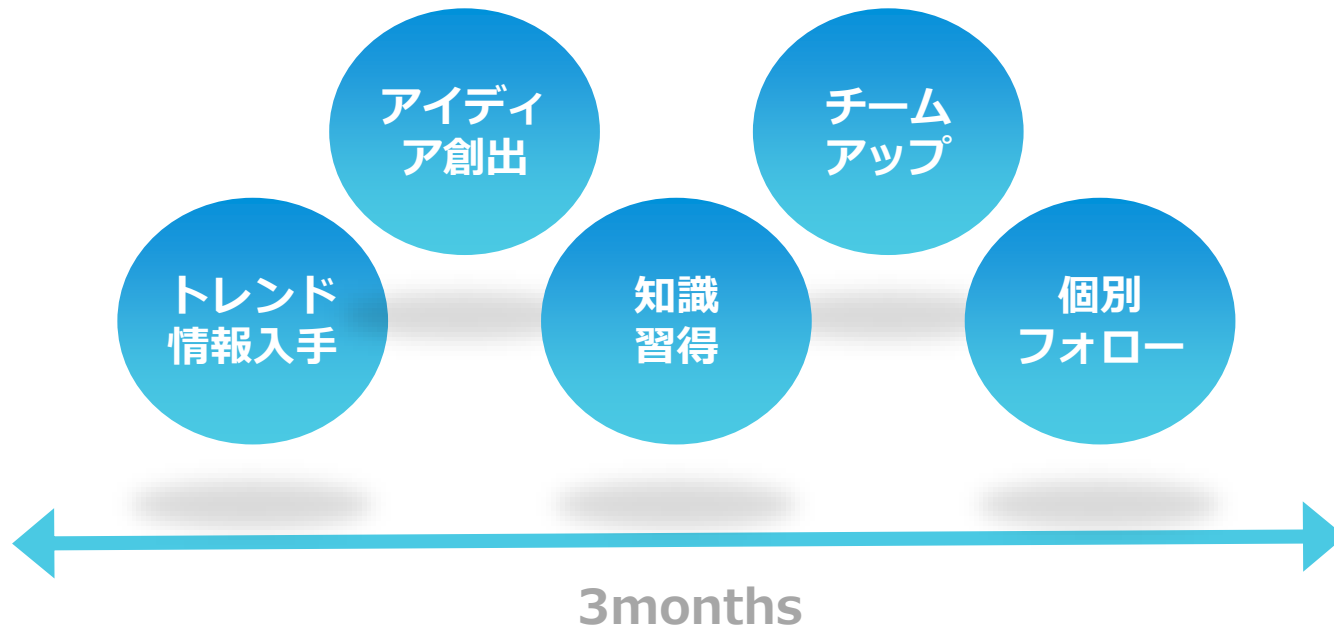 アイディ
ア創出
チーム
アップ
トレンド
情報入手
知識
習得
個別
フォロー
3months